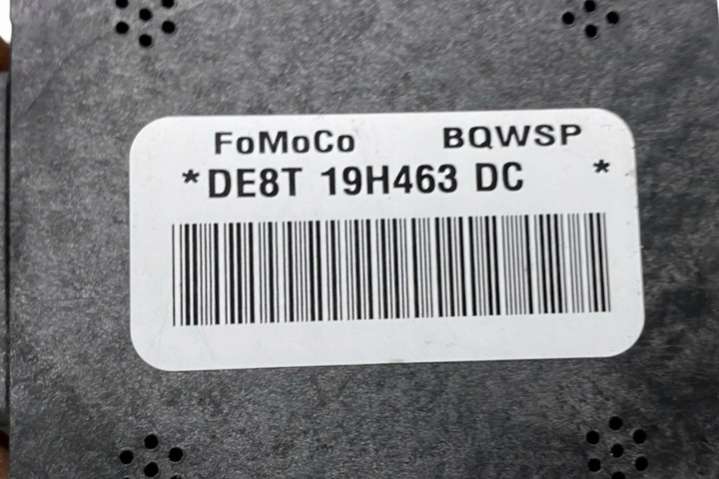 FoMoCo BQWSP
*DE8T 19H463 DC *